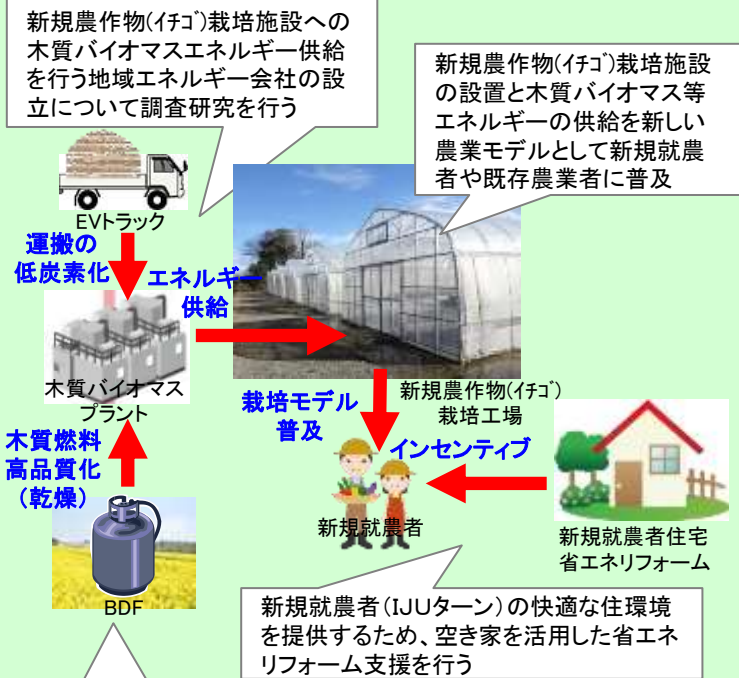 新規農作物(ｲﾁｺﾞ)栽培施設への
木質バイオマスエネルギー供給
を行う地域エネルギー会社の設
立について調査研究を行う
新規農作物(ｲﾁｺﾞ)栽培施設
の設置と木質バイオマス等
エネルギーの供給を新しい
農業モデルとして新規就農
者や既存農業者に普及
EVトラック
運搬の
低炭素化
エネルギー
供給
木質バイオマス
プラント
栽培モデル
普及
新規農作物(ｲﾁｺﾞ)
栽培工場
木質燃料
高品質化
（乾燥）
インセンティブ
新規就農者
新規就農者住宅
省エネリフォーム
BDF
新規就農者（IJUターン）の快適な住環境
を提供するため、空き家を活用した省エネ
リフォーム支援を行う